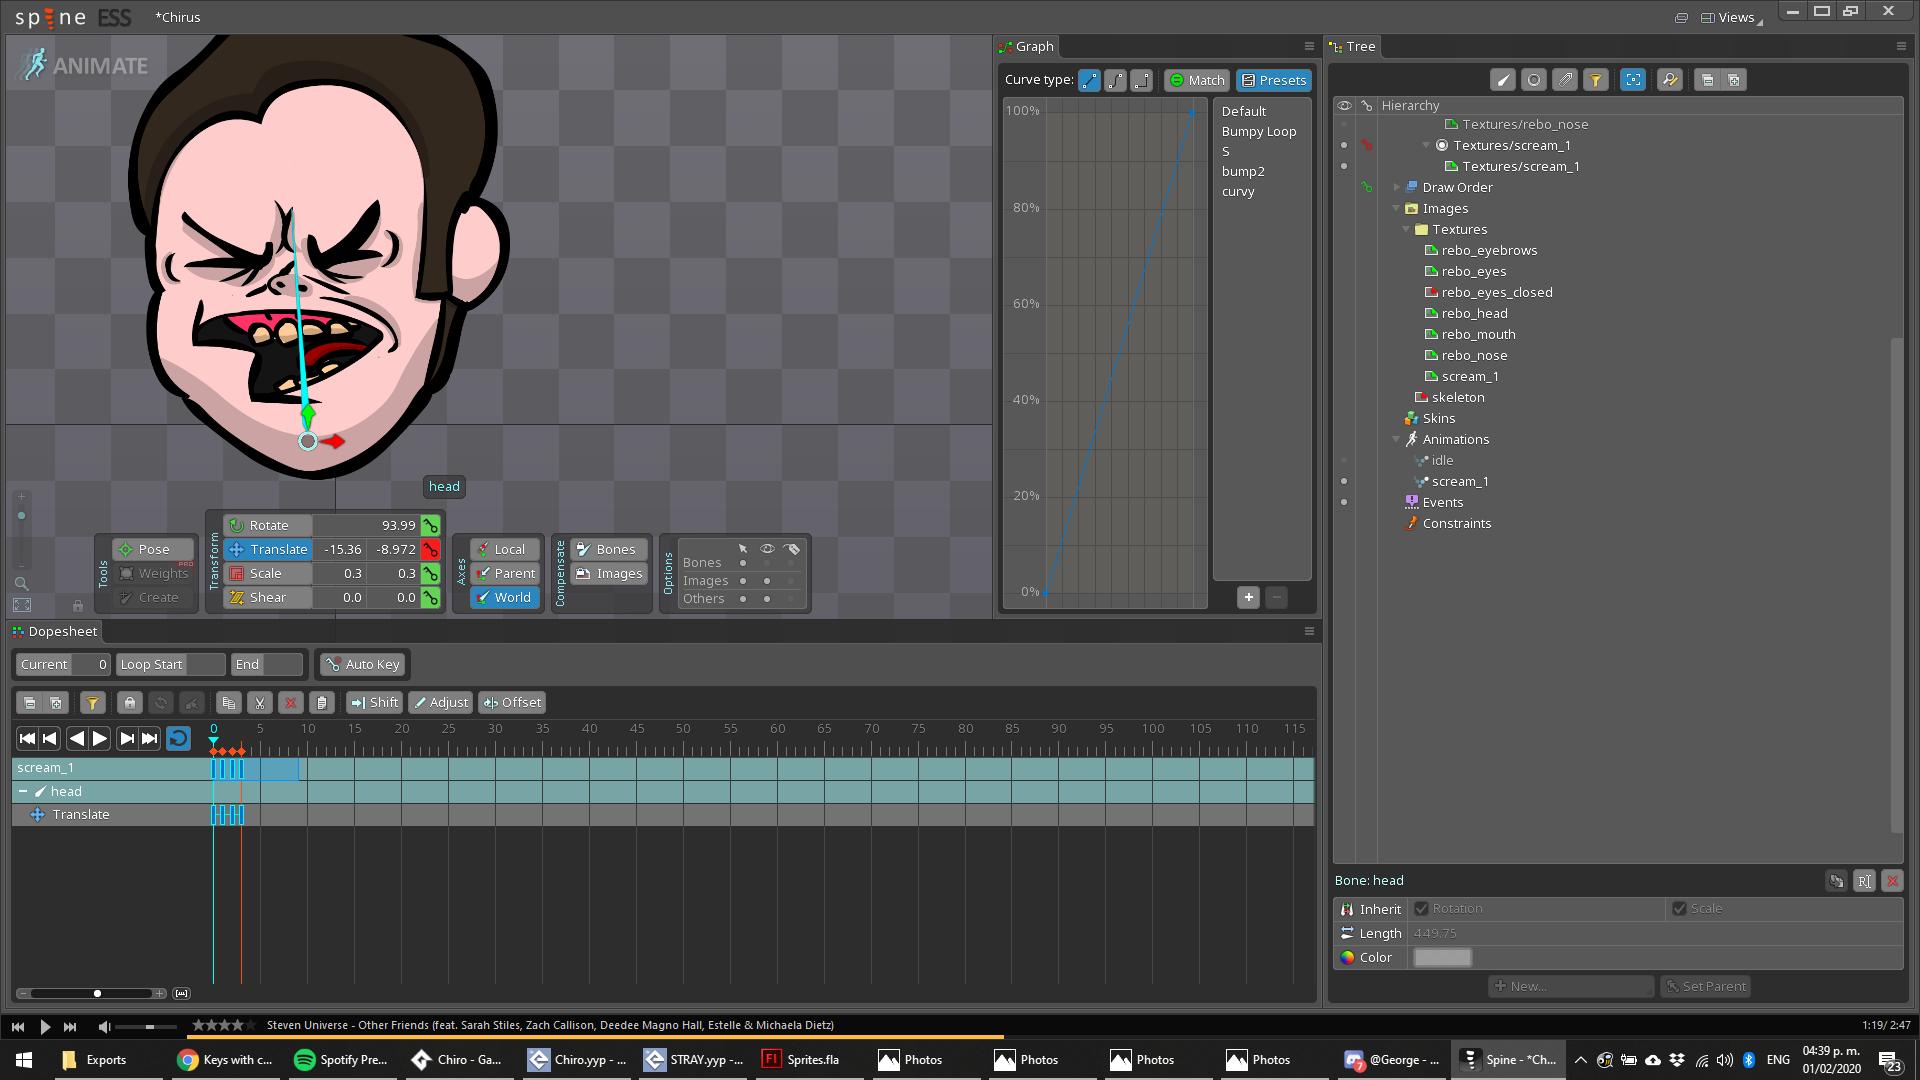 spine ESS
*Chirus
Views
ANIMATE
head
Tools
Pose
Weights PRO
Create
Transform
Rotate 93.99
Translate -15.36 -8.972
Scale 0.3 0.3
Shear 0.0 0.0
Axes
Local
Parent
World
Compensate
Bones
Images
Options
Bones
Images
Others
Graph
Curve type:
Match
Presets
100%
80%
60%
40%
20%
0%
Default
Bumpy Loop
S
bump2
curvy
Tree
Hierarchy
Textures/rebo_nose
Textures/scream_1
Textures/scream_1
Draw Order
Images
Textures
rebo_eyebrows
rebo_eyes
rebo_eyes_closed
rebo_head
rebo_mouth
rebo_nose
scream_1
skeleton
Skins
Animations
idle
scream_1
Events
Constraints
Bone: head
Inherit Rotation Scale
Length 449.75
Color
New...
Set Parent
Dopesheet
Current 0 Loop Start End Auto Key
Shift Adjust Offset
0 5 10 15 20 25 30 35 40 45 50 55 60 65 70 75 80 85 90 95 100 105 110 115
scream_1
head
Translate
Steven Universe - Other Friends (feat. Sarah Stiles, Zach Callison, Deedee Magno Hall, Estelle & Michaela Dietz)
1:19/ 2:47
Exports
Keys with c...
Spotify Pre...
Chiro - Ga...
Chiro.yyp - ...
STRAY.yyp -...
Fl Sprites.fla
Photos
Photos
Photos
Photos
7 @George - ...
Spine - *Ch...
ENG
04:39 p. m.
01/02/2020
23